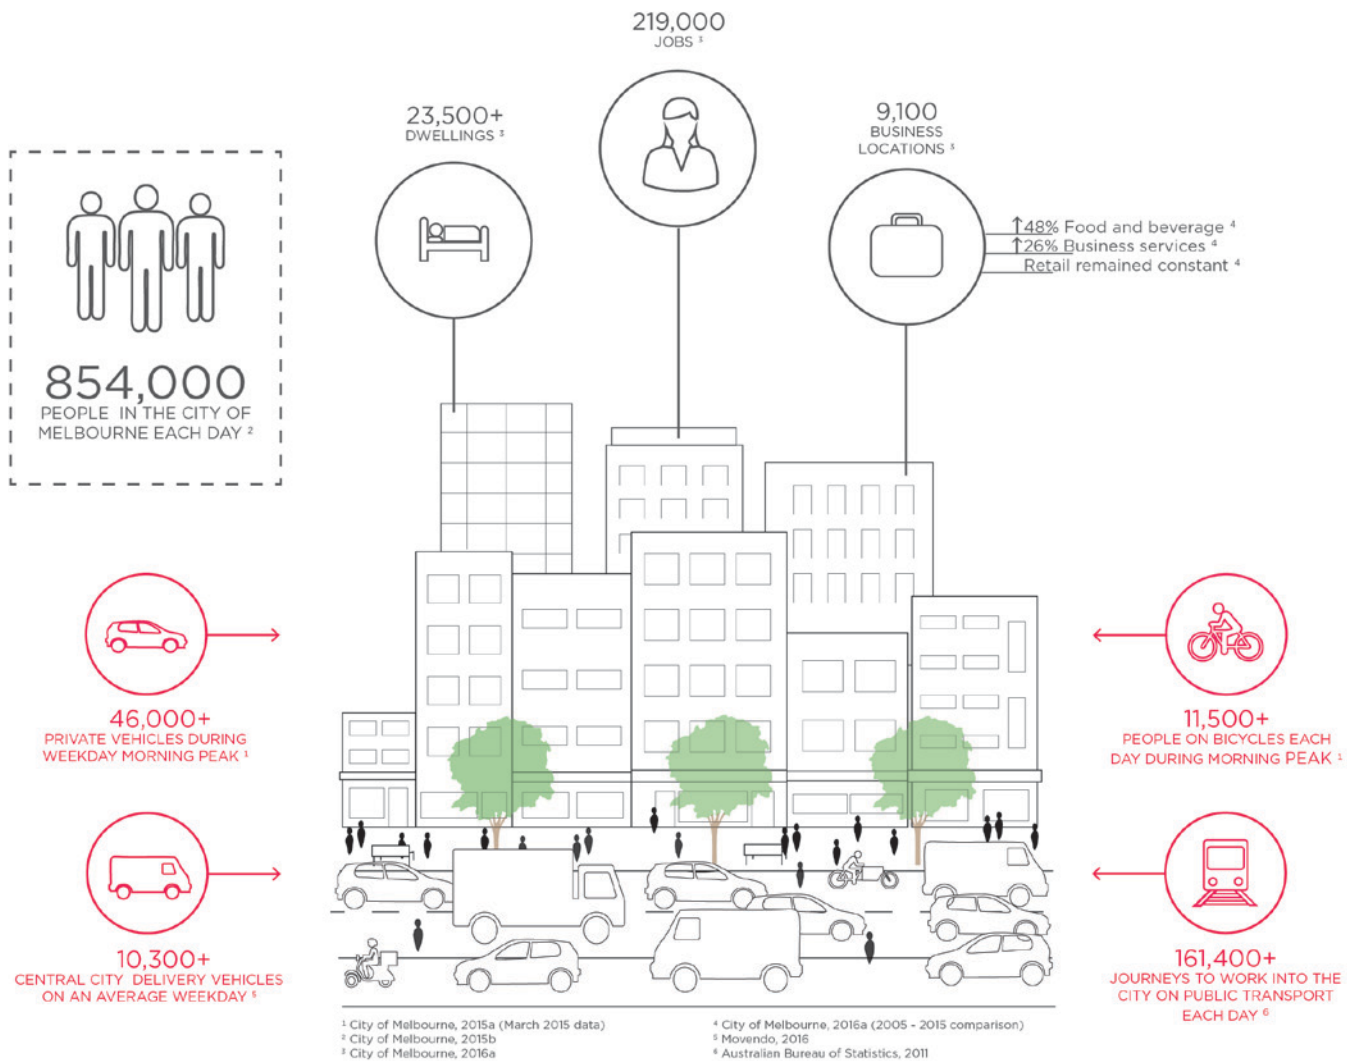 219,000
JOBS ³
23,500+
DWELLINGS ³
9,100
BUSINESS
LOCATIONS ³
↑48% Food and beverage ⁴
↑26% Business services ⁴
Retail remained constant ⁴
854,000
PEOPLE IN THE CITY OF
MELBOURNE EACH DAY ²
46,000+
PRIVATE VEHICLES DURING
WEEKDAY MORNING PEAK ¹
11,500+
PEOPLE ON BICYCLES EACH
DAY DURING MORNING PEAK ¹
10,300+
CENTRAL CITY DELIVERY VEHICLES
ON AN AVERAGE WEEKDAY ⁵
161,400+
JOURNEYS TO WORK INTO THE
CITY ON PUBLIC TRANSPORT
EACH DAY ⁶
¹ City of Melbourne, 2015a (March 2015 data)
² City of Melbourne, 2015b
³ City of Melbourne, 2016a
⁴ City of Melbourne, 2016a (2005 - 2015 comparison)
⁵ Movendo, 2016
⁶ Australian Bureau of Statistics, 2011